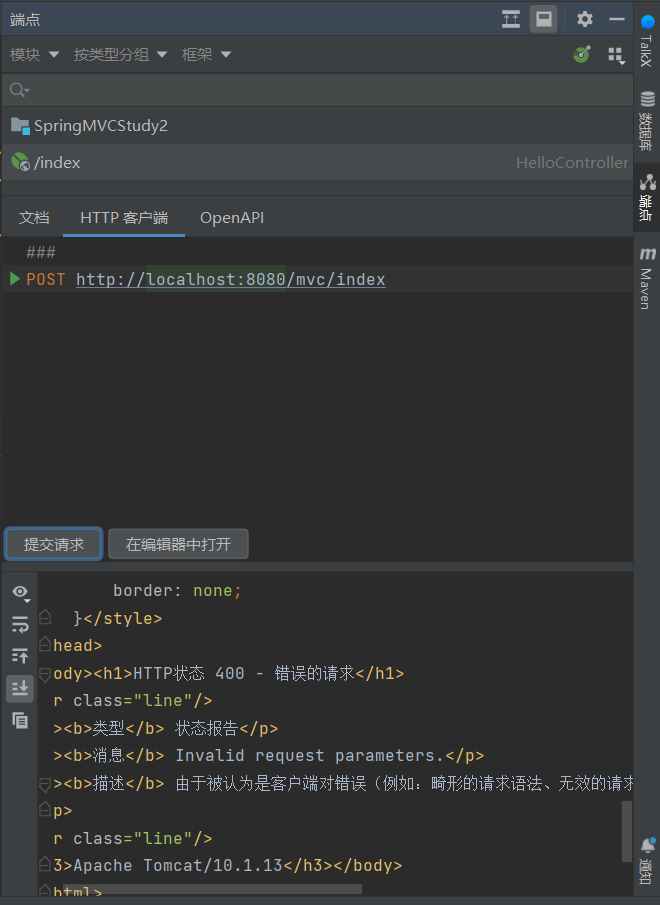 端点
模块 按类型分组 框架
SpringMVCStudy2
/index HelloController
文档 HTTP 客户端 OpenAPI
###
POST http://localhost:8080/mvc/index
提交请求 在编辑器中打开
border: none;
}</style>
head>
ody><h1>HTTP状态 400 - 错误的请求</h1>
r class="line"/>
><b>类型</b> 状态报告</p>
><b>消息</b> Invalid request parameters.</p>
><b>描述</b> 由于被认为是客户端对错误（例如：畸形的请求语法、无效的请求
p>
r class="line"/>
3>Apache Tomcat/10.1.13</h3></body>
html>
TalkX
数据库
端点
m
Maven
通知